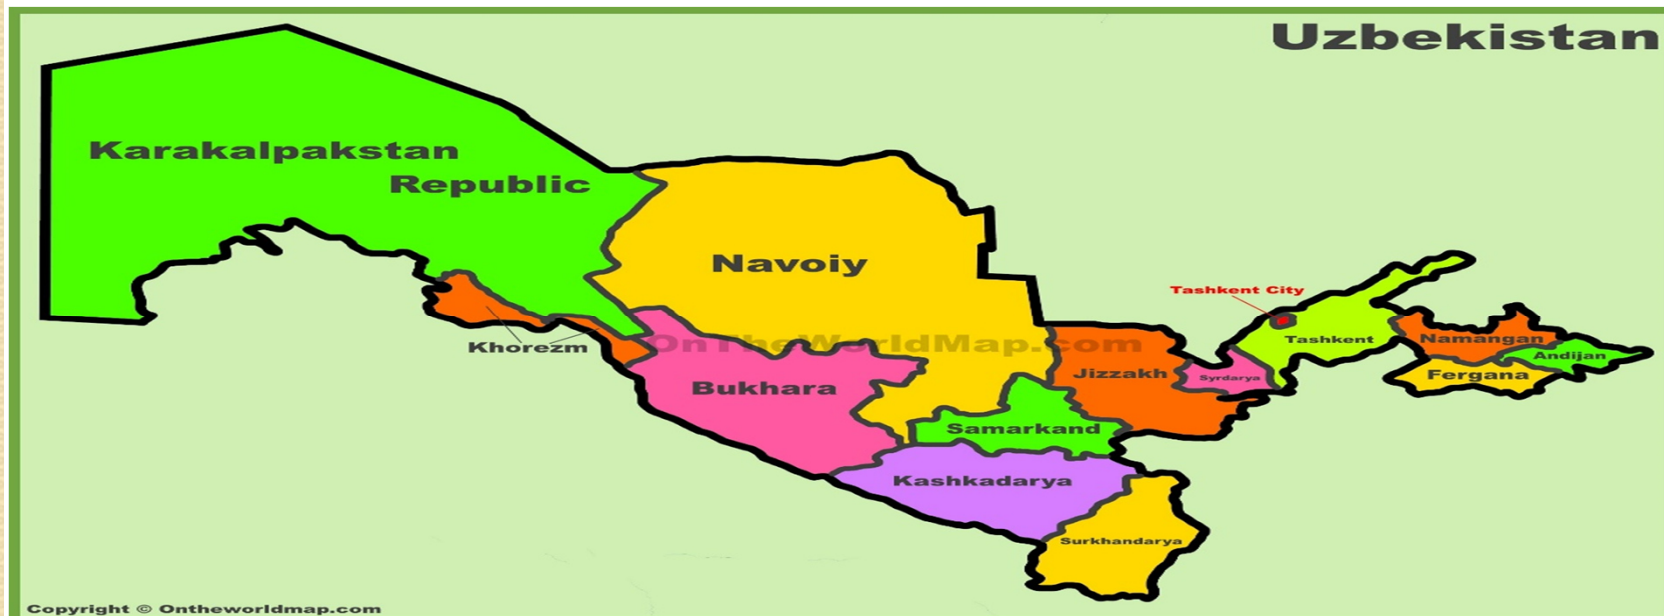 Uzbekistan
Karakalpakstan
Republic
Navoiy
Tashkent City
Khorezm
OnTheWorldMap.com
Tashkent
Namangan
Andijan
Jizzakh
Syrdarya
Fergana
Bukhara
Samarkand
Kashkadarya
Surkhandarya
Copyright © Ontheworldmap.com